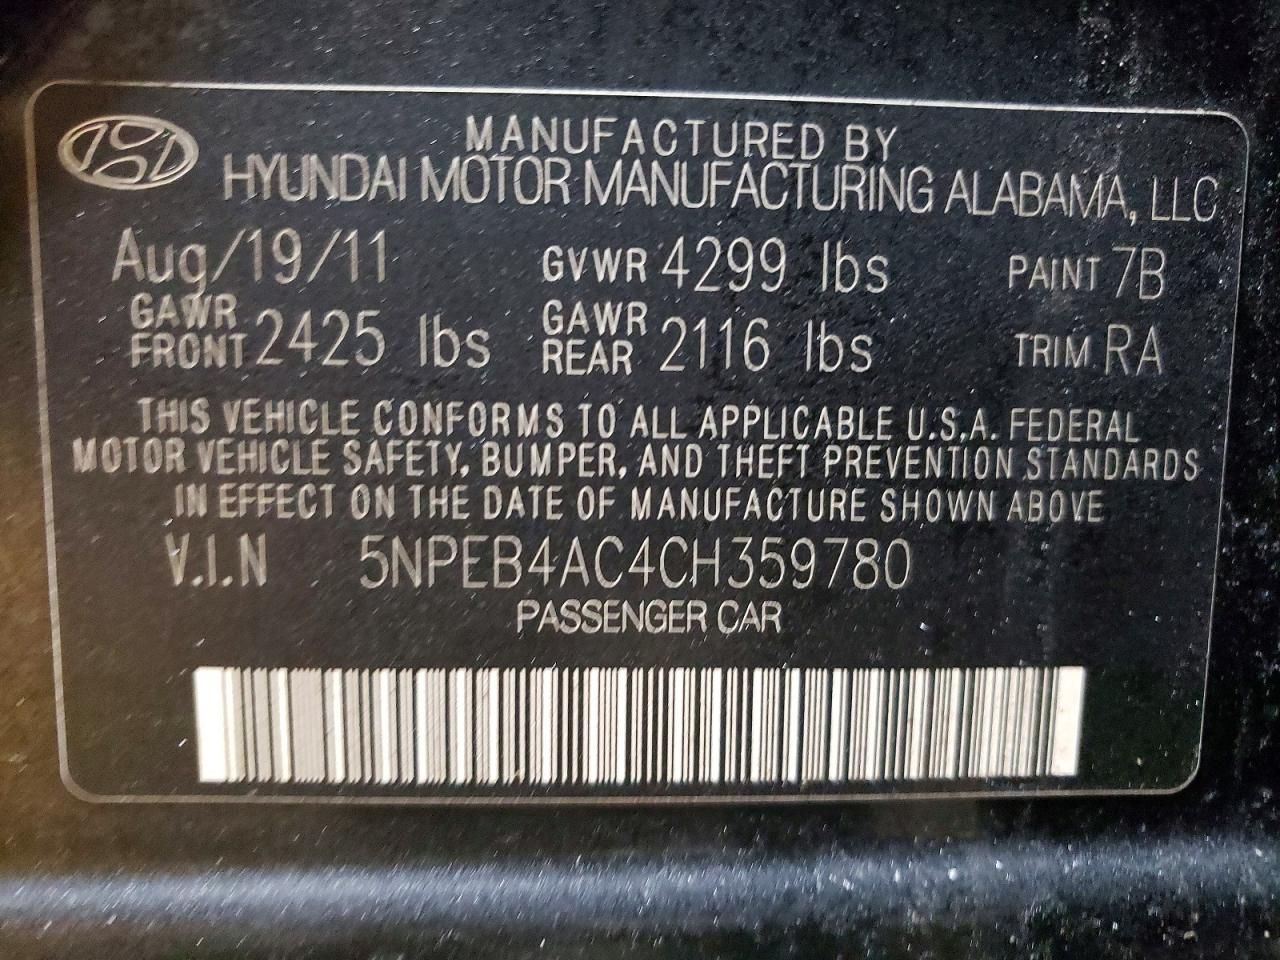 MANUFACTURED BY
HYUNDAI MOTOR MANUFACTURING ALABAMA, LLC
Aug/19/11 GVWR 4299 lbs PAINT 7B
GAWR FRONT 2425 lbs GAWR REAR 2116 lbs TRIM RA
THIS VEHICLE CONFORMS TO ALL APPLICABLE U.S.A. FEDERAL
MOTOR VEHICLE SAFETY, BUMPER, AND THEFT PREVENTION STANDARDS
IN EFFECT ON THE DATE OF MANUFACTURE SHOWN ABOVE
V.I.N 5NPEB4AC4CH359780
PASSENGER CAR